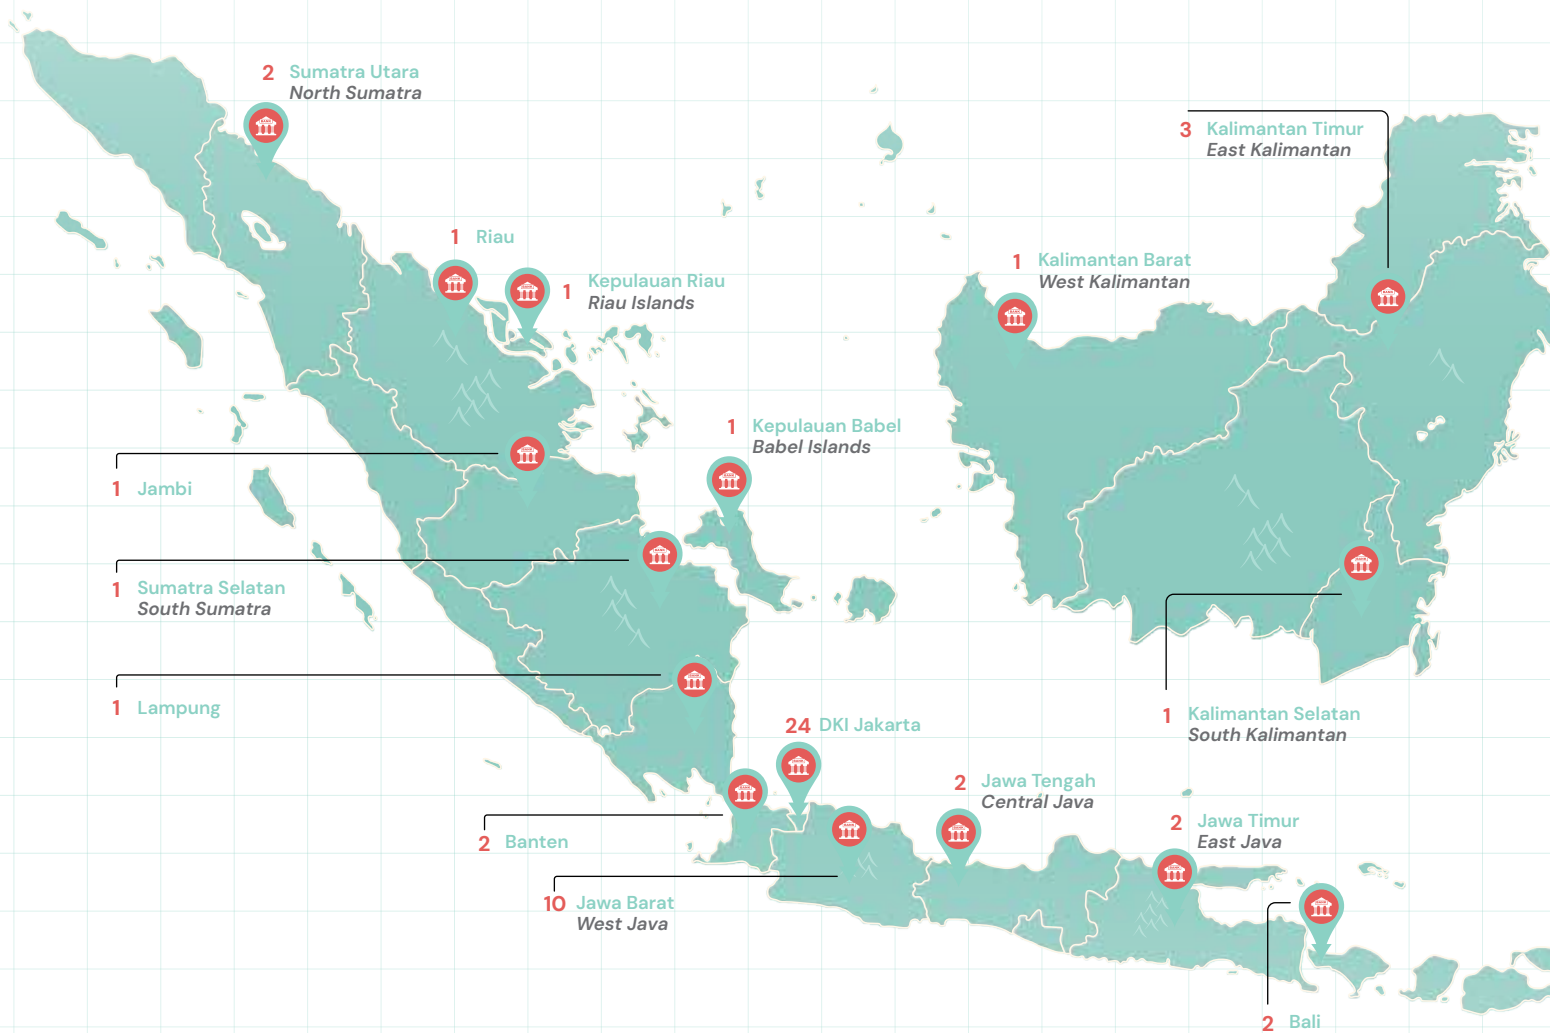 2 Sumatra Utara
North Sumatra
3 Kalimantan Timur
East Kalimantan
1 Riau
1 Kepulauan Riau
Riau Islands
1 Kalimantan Barat
West Kalimantan
1 Kepulauan Babel
Babel Islands
1 Jambi
1 Sumatra Selatan
South Sumatra
1 Lampung
24 DKI Jakarta
1 Kalimantan Selatan
South Kalimantan
2 Jawa Tengah
Central Java
2 Banten
2 Jawa Timur
East Java
10 Jawa Barat
West Java
2 Bali